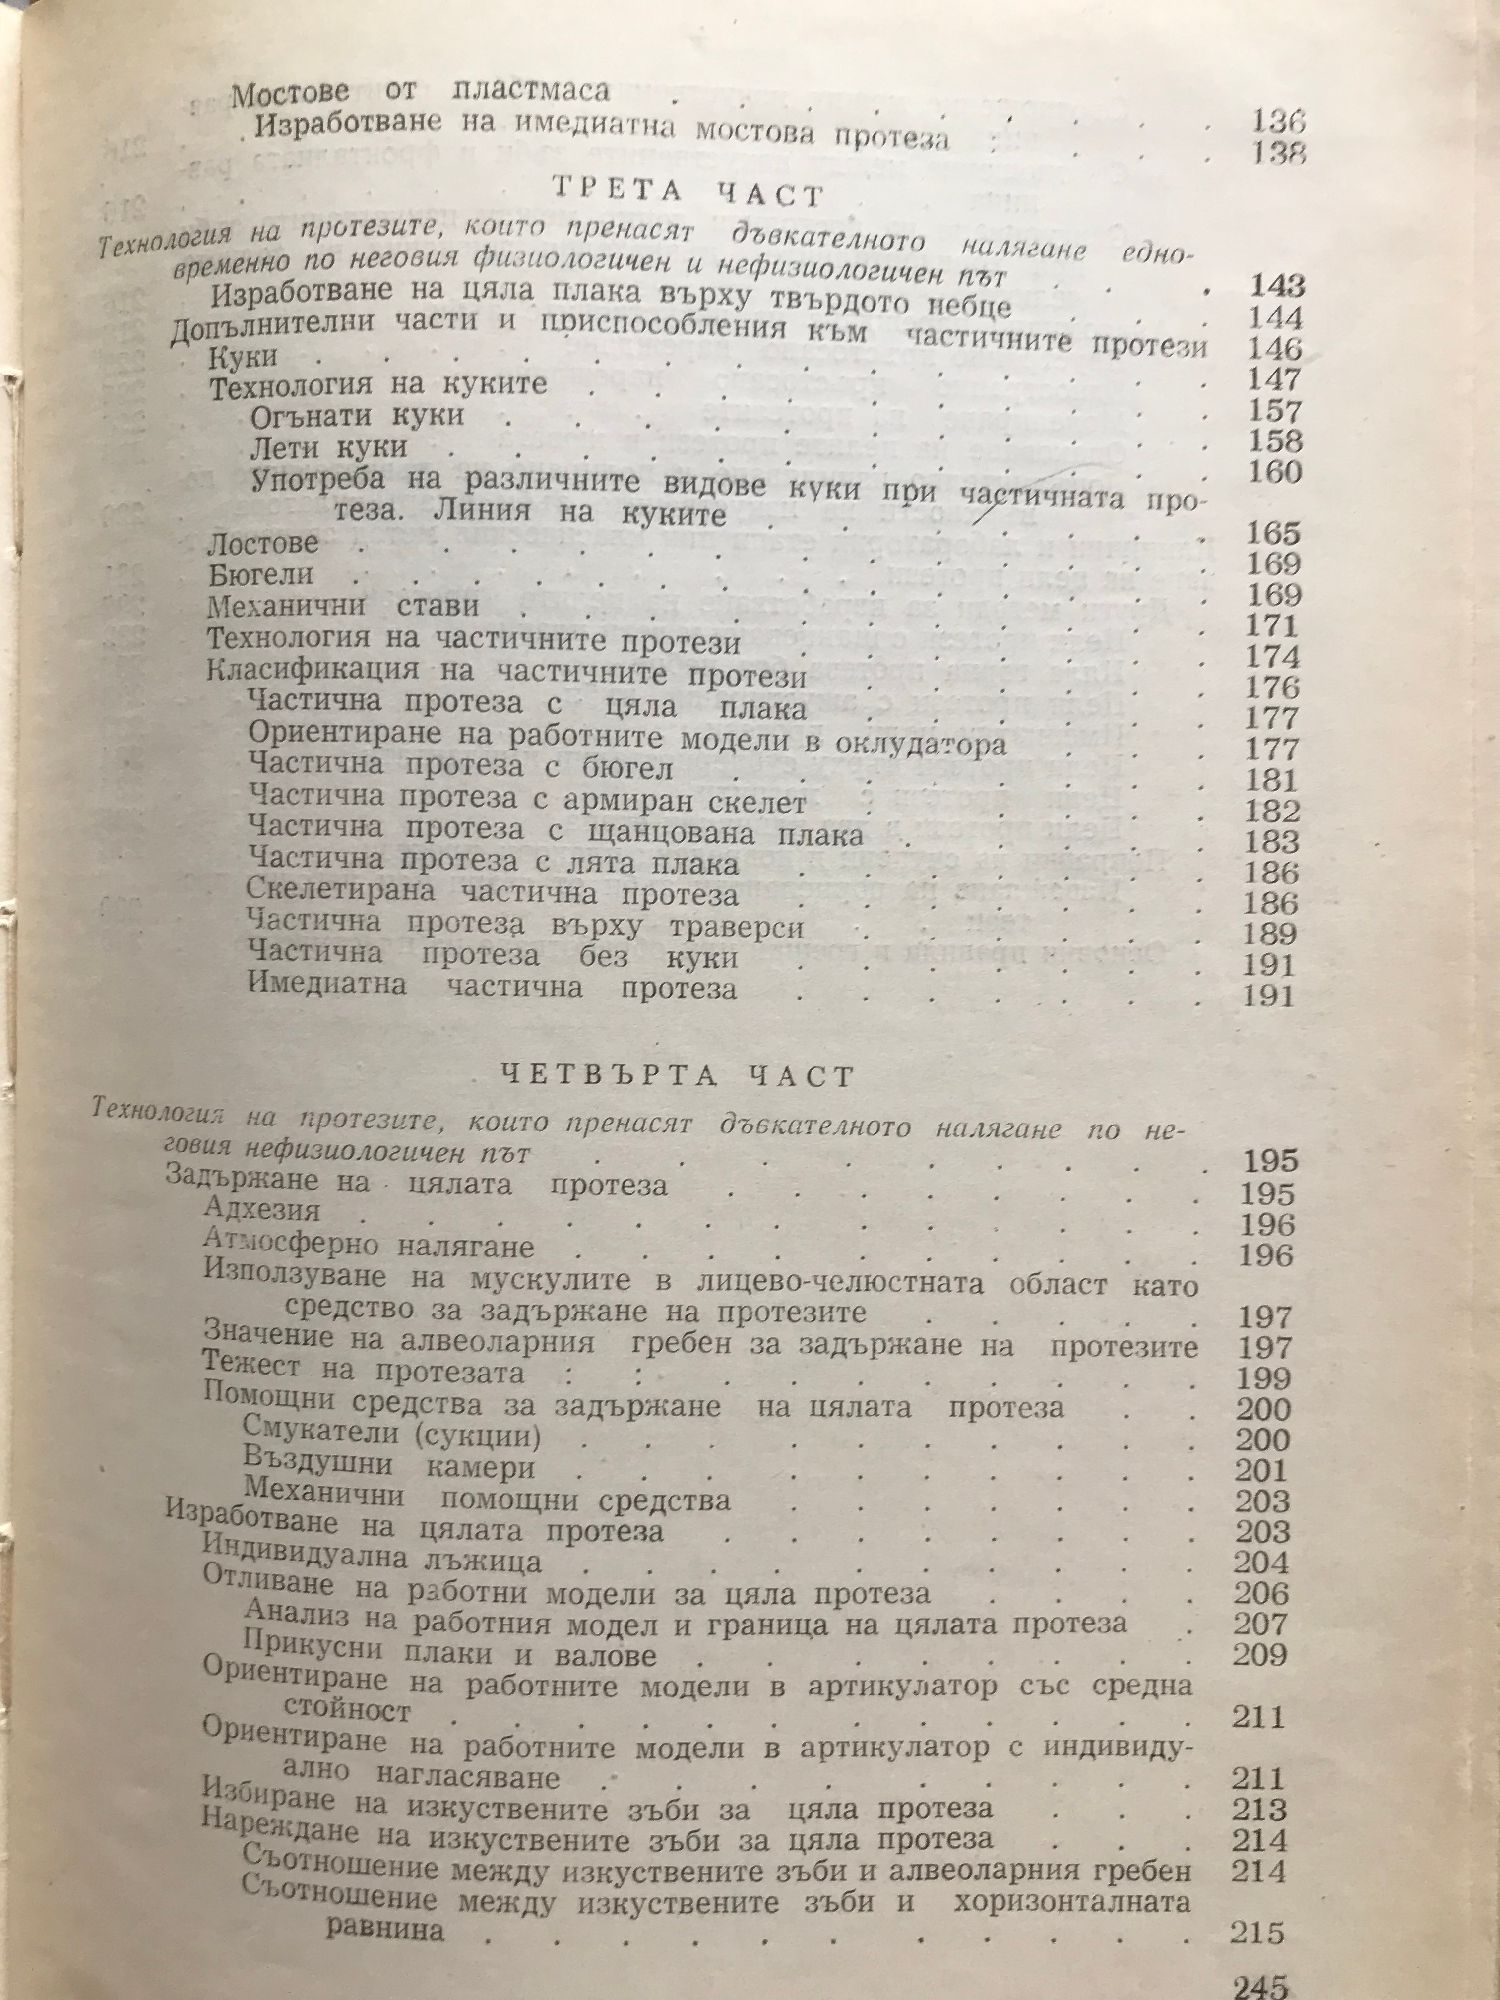 Мостове от пластмаса . . . . . . . . . 136
Изработване на имедиатна мостова протеза : . . . 138
ТРЕТА ЧАСТ
Технология на протезите, които пренасят дъвкателното налягане едно-
временно по неговия физиологичен и нефизиологичен път . . . 143
Изработване на цяла плака върху твърдото небце . . . 144
Допълнителни части и приспособления към частичните протези 146
Куки . . . . . . . . . . . . . 147
Технология на куките . . . . . . . . . . 157
Огънати куки . . . . . . . . . . . 158
Лети куки . . . . . . . . . . . . 160
Употреба на различните видове куки при частичната про-
теза. Линия на куките . . . . . . . 165
Лостове . . . . . . . . . . . . . 169
Бюгели . . . . . . . . . . . . . 169
Механични стави . . . . . . . . . . . 171
Технология на частичните протези . . . . . . . 174
Класификация на частичните протези . . . . . . 176
Частична протеза с цяла плака . . . . . . 177
Ориентиране на работните модели в оклудатора . . . 177
Частична протеза с бюгел . . . . . . . . 181
Частична протеза с армиран скелет : . . . . . 182
Частична протеза с щанцована плака . . . . . 183
Частична протеза с лята плака . . . . . . . 186
Скелетирана частична протеза . . . . . . . 186
Частична протеза върху траверси . . . . . . 189
Частична протеза без куки . . . . . . . 191
Имедиатна частична протеза . . . . . . . 191
ЧЕТВЪРТА ЧАСТ
Технология на протезите, които пренасят дъвкателното налягане по не-
говия нефизиологичен път . . . . . . . . . . 195
Задържане на цялата протеза . . . . . . . . 195
Адхезия . . . . . . . . . . . . . 196
Атмосферно налягане . . . . . . . . . . 196
Използуване на мускулите в лицево-челюстната област като
средство за задържане на протезите . . . . . 197
Значение на алвеоларния гребен за задържане на протезите 197
Тежест на протезата : : . . . . . . . . 199
Помощни средства за задържане на цялата протеза . . 200
Смукатели (сукции) . . . . . . . . . . 200
Въздушни камери . . . . . . . . . . 201
Механични помощни средства . . . . . . . 203
Изработване на цялата протеза . . . . . . . . 203
Индивидуална лъжица . . . . . . . . . . 204
Отливане на работни модели за цяла протеза . . . . 206
Анализ на работния модел и граница на цялата протеза . 207
Прикусни плаки и валове . . . . . . . . 209
Ориентиране на работните модели в артикулатор със средна
стойност . . . . . . . . . . . . 211
Ориентиране на работните модели в артикулатор с индивиду-
ално нагласяване . . . . . . . . . . 211
Избиране на изкуствените зъби за цяла протеза . . . 213
Нареждане на изкуствените зъби за цяла протеза . . . 214
Съотношение между изкуствените зъби и алвеоларния гребен 214
Съотношение между изкуствените зъби и хоризонталната
равнина . . . . . . . . . . . 215
245